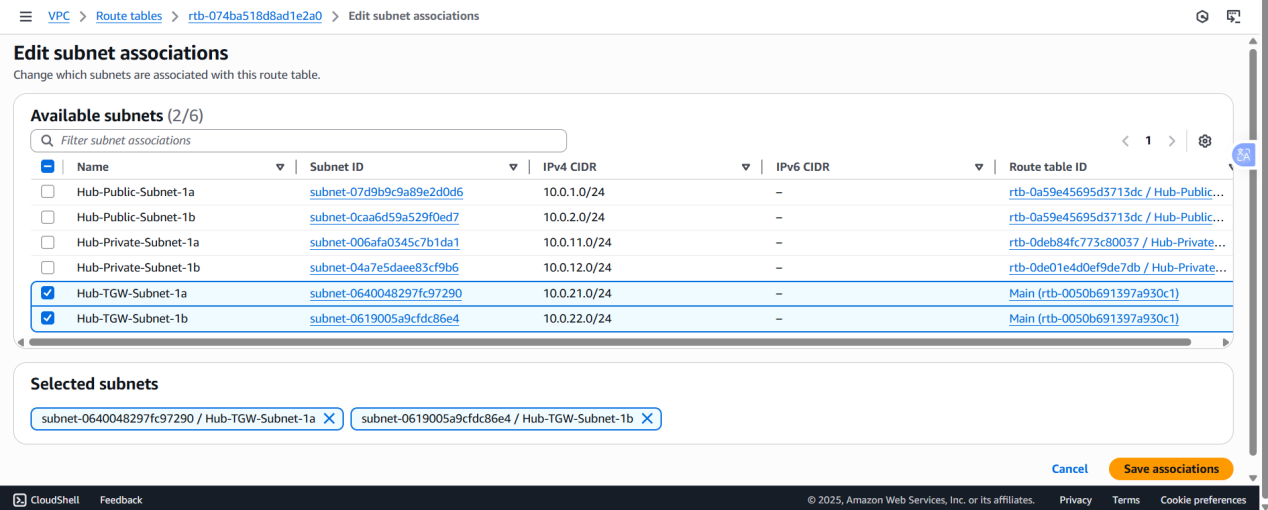 VPC > Route tables > rtb-074ba518d8ad1e2a0 > Edit subnet associations
Edit subnet associations
Change which subnets are associated with this route table.
Available subnets (2/6)
Filter subnet associations
1
Name Subnet ID IPv4 CIDR IPv6 CIDR Route table ID
Hub-Public-Subnet-1a subnet-07d9b9c9a89e2d0d6 10.0.1.0/24 – rtb-0a59e45695d3713dc / Hub-Public...
Hub-Public-Subnet-1b subnet-0caa6d59a529f0ed7 10.0.2.0/24 – rtb-0a59e45695d3713dc / Hub-Public...
Hub-Private-Subnet-1a subnet-006afa0345c7b1da1 10.0.11.0/24 – rtb-0deb84fc773c80037 / Hub-Private...
Hub-Private-Subnet-1b subnet-04a7e5daee83cf9b6 10.0.12.0/24 – rtb-0de01e4d0ef9de7db / Hub-Private...
Hub-TGW-Subnet-1a subnet-0640048297fc97290 10.0.21.0/24 – Main (rtb-0050b691397a930c1)
Hub-TGW-Subnet-1b subnet-0619005a9cfdc86e4 10.0.22.0/24 – Main (rtb-0050b691397a930c1)
Selected subnets
subnet-0640048297fc97290 / Hub-TGW-Subnet-1a subnet-0619005a9cfdc86e4 / Hub-TGW-Subnet-1b
Cancel Save associations
CloudShell Feedback © 2025, Amazon Web Services, Inc. or its affiliates. Privacy Terms Cookie preferences